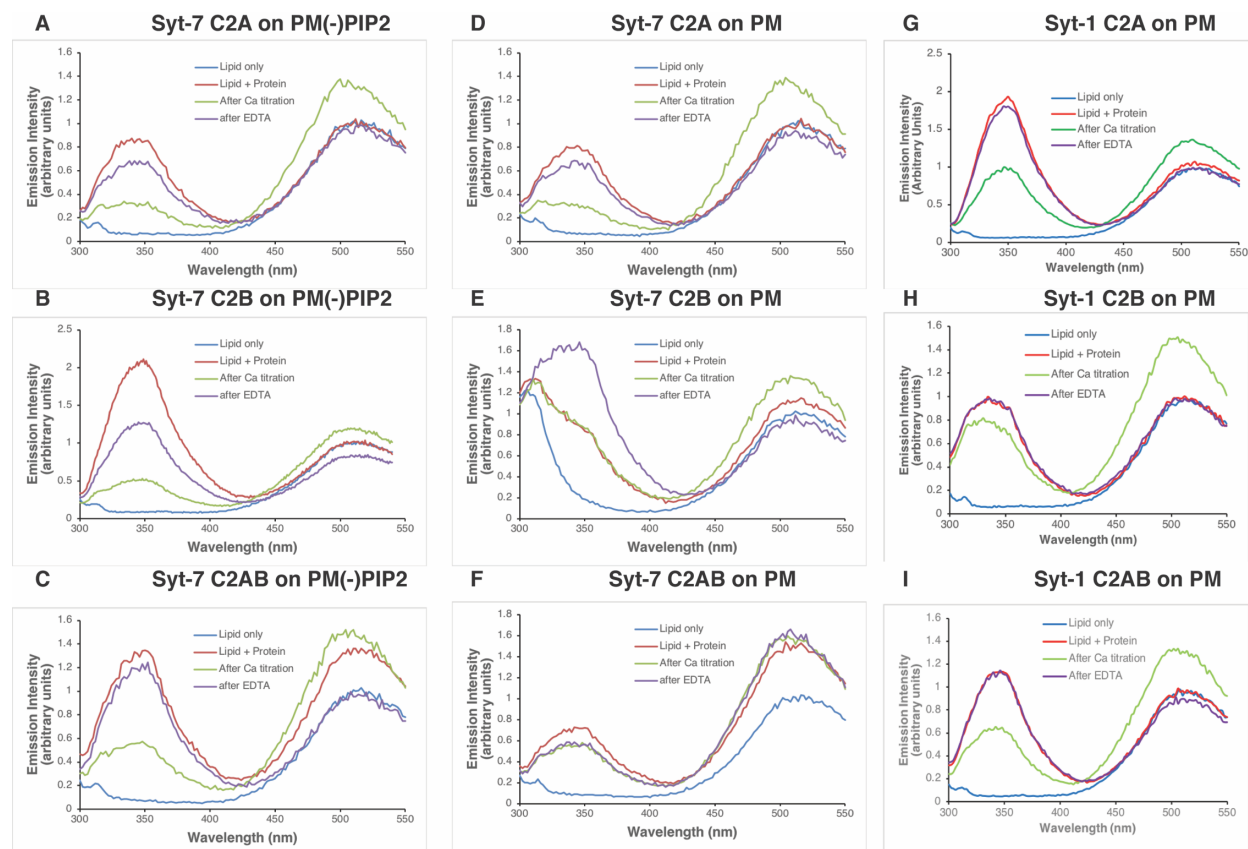 A Syt-7 C2A on PM(-)PIP2
Emission Intensity
(arbitrary units)
1.6
1.4
1.2
1
0.8
0.6
0.4
0.2
0
Lipid only
Lipid + Protein
After Ca titration
after EDTA
300 350 400 450 500 550
Wavelength (nm)
D Syt-7 C2A on PM
Emission Intensity
(arbitrary units)
1.6
1.4
1.2
1
0.8
0.6
0.4
0.2
0
Lipid only
Lipid + Protein
After Ca titration
after EDTA
300 350 400 450 500 550
Wavelength (nm)
G Syt-1 C2A on PM
Emission Intensity
(Arbitrary units)
2.5
2
1.5
1
0.5
0
Lipid only
Lipid + Protein
After Ca titration
After EDTA
300 350 400 450 500 550
Wavelength (nm)
B Syt-7 C2B on PM(-)PIP2
Emission Intensity
(arbitrary units)
2.5
2
1.5
1
0.5
0
Lipid only
Lipid + Protein
After Ca titration
after EDTA
300 350 400 450 500 550
Wavelength (nm)
E Syt-7 C2B on PM
Emission Intensity
(arbitrary units)
1.8
1.6
1.4
1.2
1
0.8
0.6
0.4
0.2
0
Lipid only
Lipid + Protein
After Ca titration
after EDTA
300 350 400 450 500 550
Wavelength (nm)
H Syt-1 C2B on PM
Emission Intensity
(arbitrary units)
1.6
1.4
1.2
1
0.8
0.6
0.4
0.2
0
Lipid only
Lipid + Protein
After Ca titration
After EDTA
300 350 400 450 500 550
Wavelength (nm)
C Syt-7 C2AB on PM(-)PIP2
Emission Intensity
(arbitrary units)
1.6
1.4
1.2
1
0.8
0.6
0.4
0.2
0
Lipid only
Lipid + Protein
After Ca titration
after EDTA
300 350 400 450 500 550
Wavelength (nm)
F Syt-7 C2AB on PM
Emission Intensity
(arbitrary units)
1.8
1.6
1.4
1.2
1
0.8
0.6
0.4
0.2
0
Lipid only
Lipid + Protein
After Ca titration
after EDTA
300 350 400 450 500 550
Wavelength (nm)
I Syt-1 C2AB on PM
Emission Intensity
(arbitrary units)
1.6
1.4
1.2
1
0.8
0.6
0.4
0.2
0
Lipid only
Lipid + Protein
After Ca titration
After EDTA
300 350 400 450 500 550
Wavelength (nm)